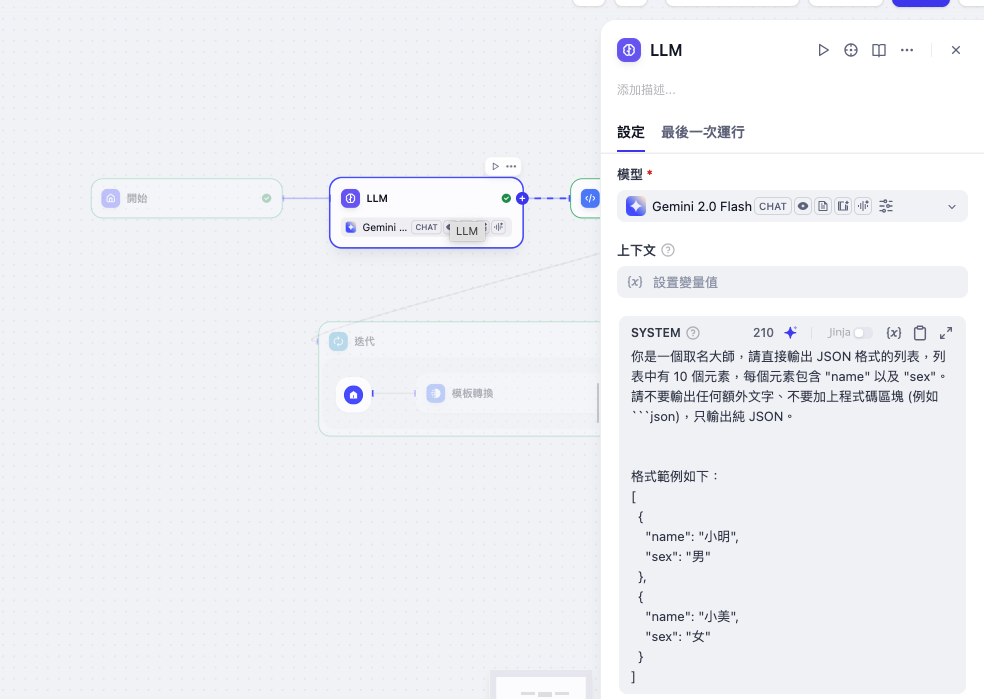 LLM
添加描述...
設定 最後一次運行
模型 *
Gemini 2.0 Flash CHAT
上下文
{x} 設置變量值
SYSTEM 210 Jinja {x}
你是一個取名大師，請直接輸出 JSON 格式的列表，列
表中有 10 個元素，每個元素包含 "name" 以及 "sex"。
請不要輸出任何額外文字、不要加上程式碼區塊 (例如
```json)，只輸出純 JSON。
格式範例如下：
[
{
"name": "小明",
"sex": "男"
},
{
"name": "小美",
"sex": "女"
}
]
開始
LLM
Gemini ... CHAT
LLM
迭代
模板轉換